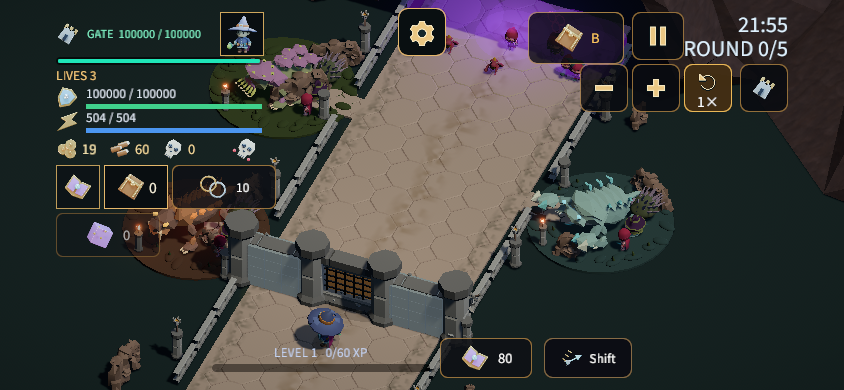 GATE 100000 / 100000
LIVES 3
100000 / 100000
504 / 504
19 60 0
0 10
0
B
21:55
ROUND 0/5
1×
LEVEL 1 0/60 XP
80
Shift